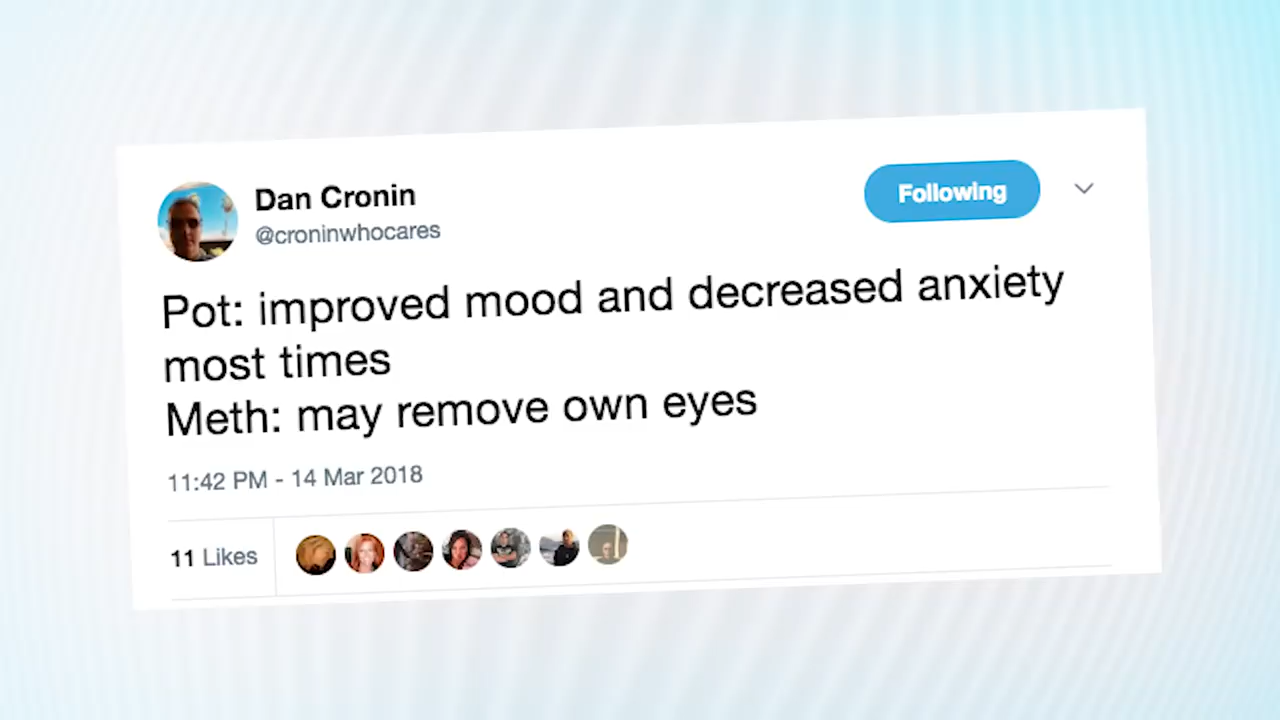 Dan Cronin
@croninwhocares
Following
Pot: improved mood and decreased anxiety
most times
Meth: may remove own eyes
11:42 PM - 14 Mar 2018
11 Likes